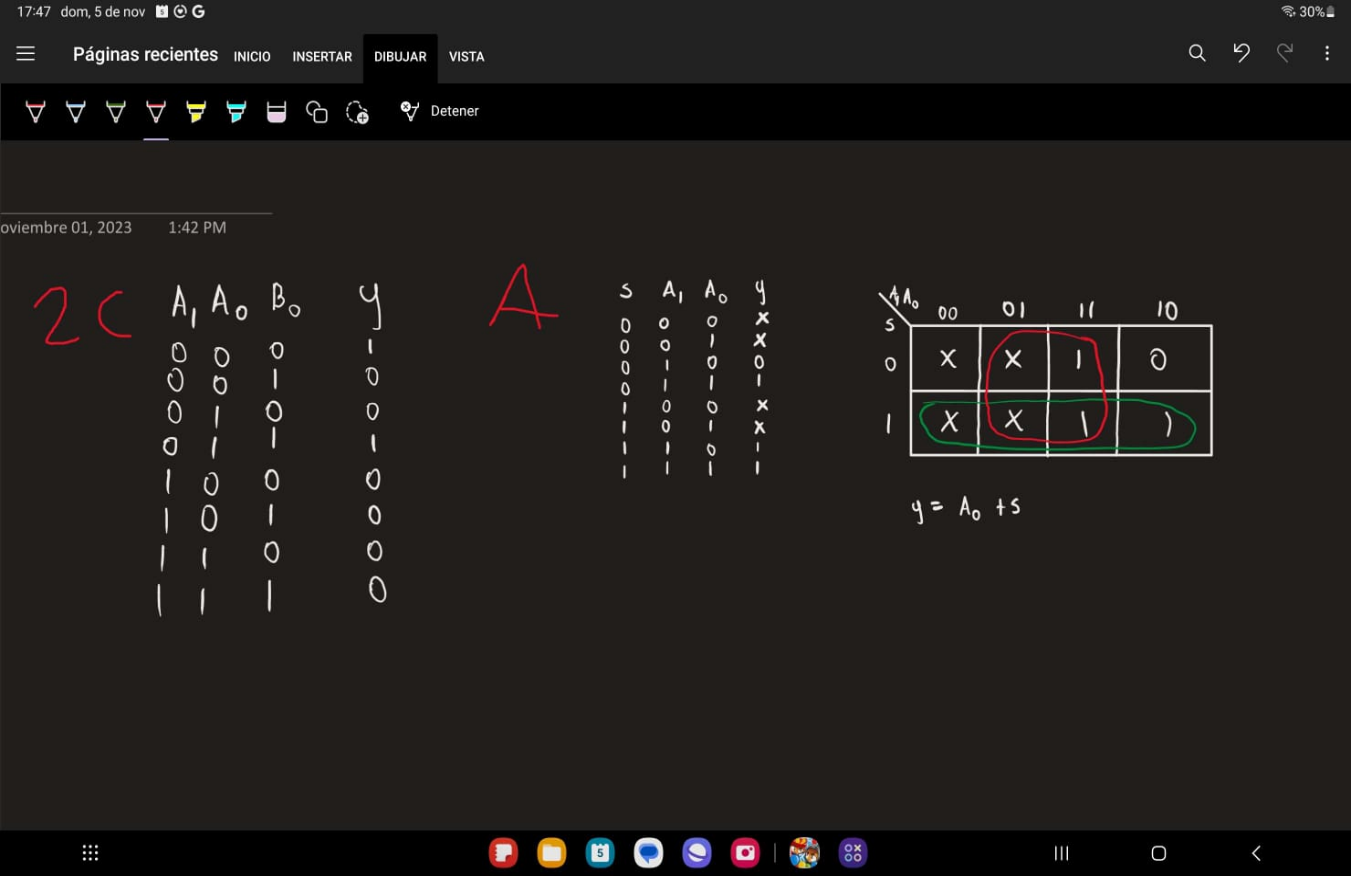 17:47 dom, 5 de nov 5 G 30%
Páginas recientes INICIO INSERTAR DIBUJAR VISTA
Detener
oviembre 01, 2023 1:42 PM
2C
A₁ A₀ B₀ y
0 0 0 1
0 0 1 0
0 1 0 0
0 1 1 1
1 0 0 0
1 0 1 0
1 1 0 0
1 1 1 0
A
S A₁ A₀ y
0 0 0 X
0 0 1 X
0 1 0 0
0 1 1 1
1 0 0 X
1 0 1 X
1 1 0 1
1 1 1 1
A₁A₀ 00 01 11 10
S
0 X X 1 0
1 X X 1 1
y = A₀ + S
5